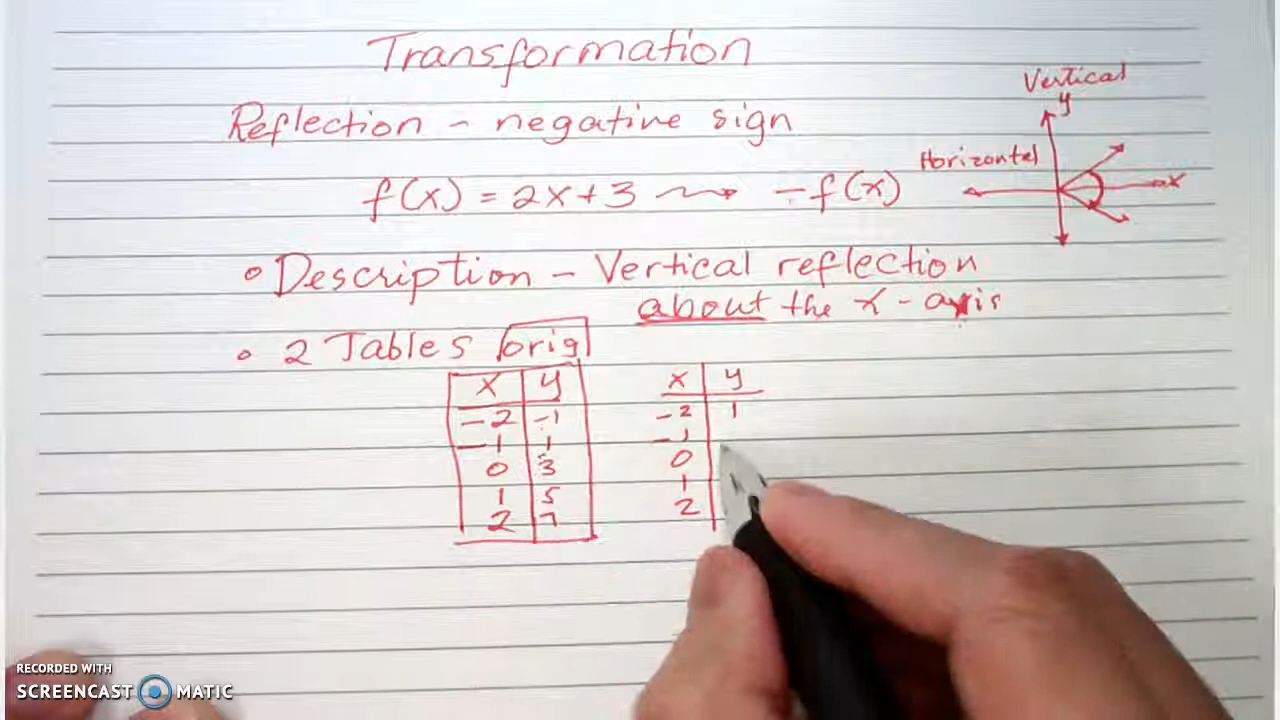 Transformation
Vertical
y
Reflection - negative sign
Horizontal
x
f(x) = 2x+3 ⇝ -f(x)
• Description - Vertical reflection
about the x-axis
• 2 Tables orig
x y
-2 -1
-1 1
0 3
1 5
2 7
x y
-2 1
-1
0
1
2
RECORDED WITH
SCREENCAST MATIC